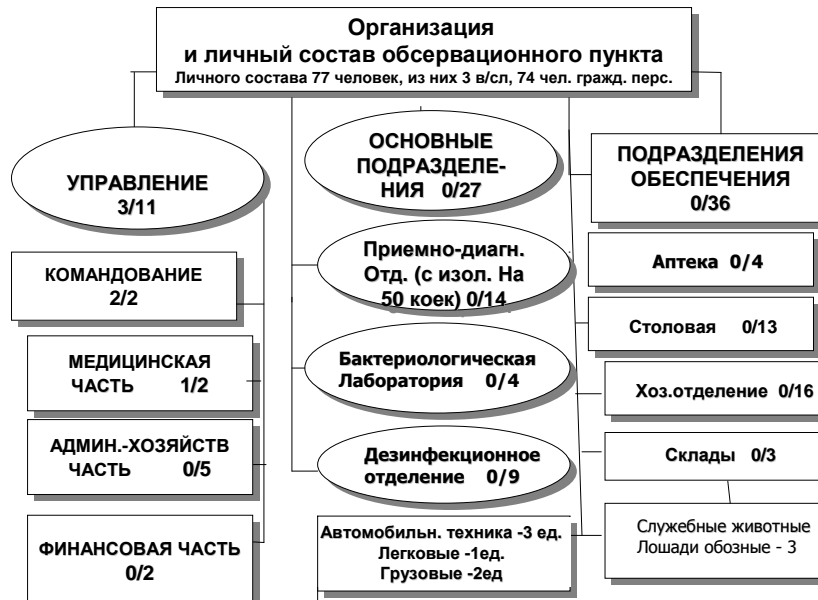 Организация
и личный состав обсервационного пункта
Личного состава 77 человек, из них 3 в/сл, 74 чел. гражд. перс.
УПРАВЛЕНИЕ
3/11
КОМАНДОВАНИЕ
2/2
МЕДИЦИНСКАЯ
ЧАСТЬ 1/2
АДМИН.-ХОЗЯЙСТВ
ЧАСТЬ 0/5
ФИНАНСОВАЯ ЧАСТЬ
0/2
ОСНОВНЫЕ
ПОДРАЗДЕЛЕ-
НИЯ 0/27
Приемно-диагн.
Отд. (с изол. На
50 коек) 0/14
Бактериологическая
Лаборатория 0/4
Дезинфекционное
отделение 0/9
Автомобильн. техника -3 ед.
Легковые -1ед.
Грузовые -2ед
ПОДРАЗДЕЛЕНИЯ
ОБЕСПЕЧЕНИЯ
0/36
Аптека 0/4
Столовая 0/13
Хоз.отделение 0/16
Склады 0/3
Служебные животные
Лошади обозные - 3